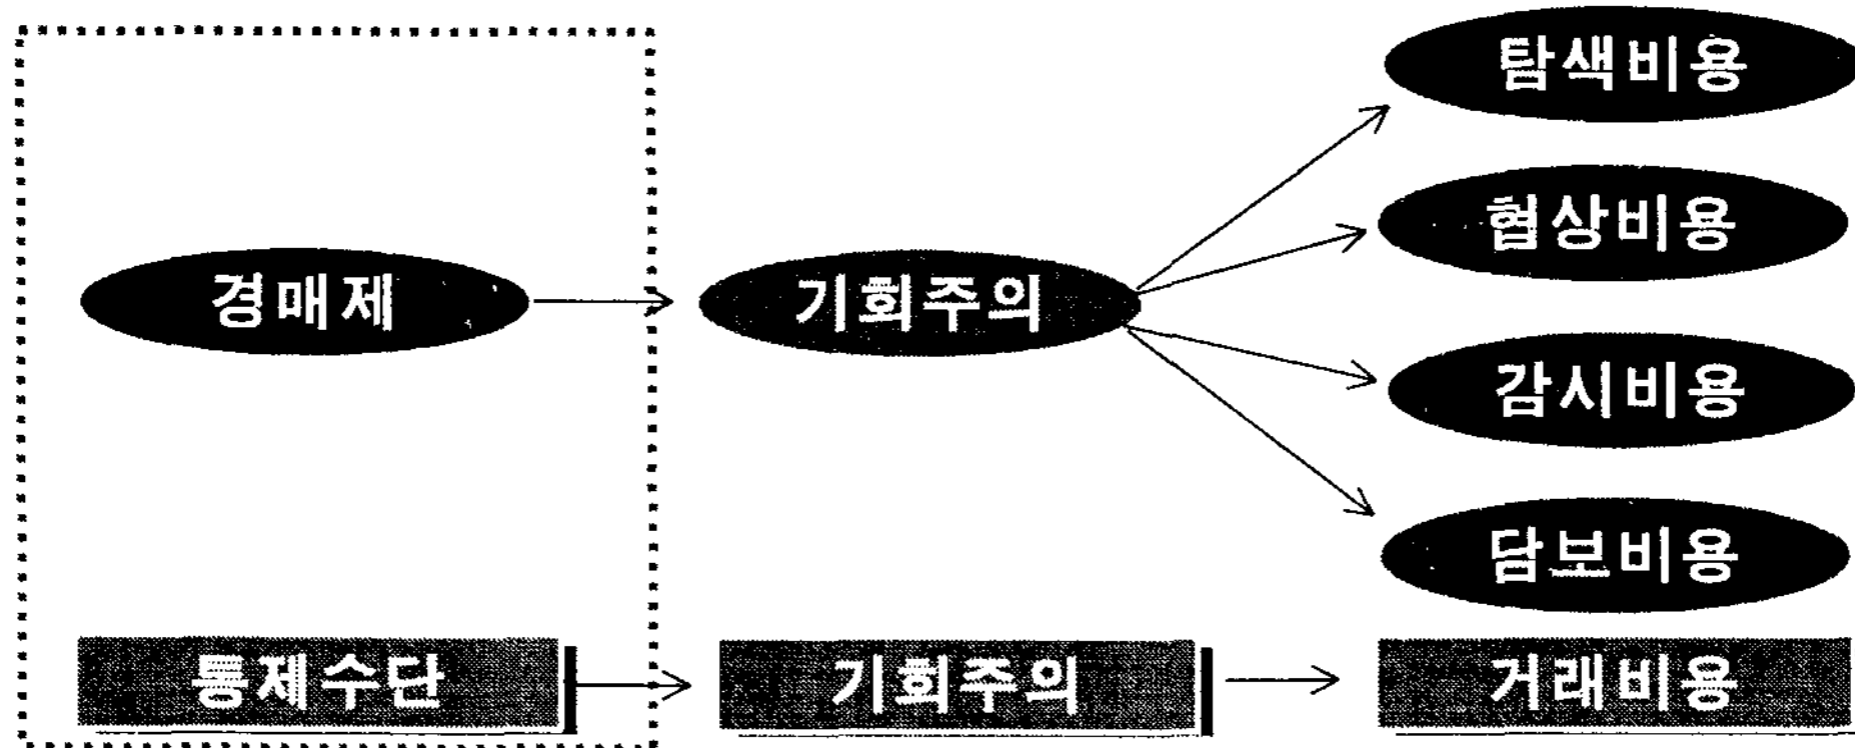 탐색비용
협상비용
경매제
기회주의
감시비용
담보비용
통제수단
기회주의
거래비용